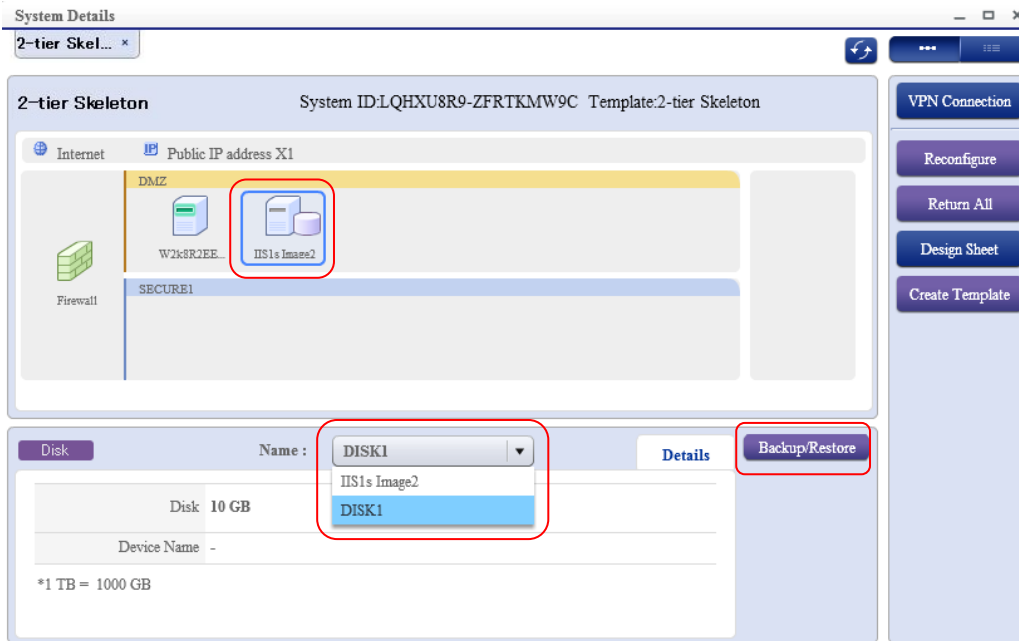 System Details
2-tier Skel... ×
2-tier Skeleton System ID:LQHXU8R9-ZFRTKMW9C Template:2-tier Skeleton
Internet IP Public IP address X1
DMZ
W2k8R2EE... IIS1s Image2
Firewall
SECURE1
VPN Connection
Reconfigure
Return All
Design Sheet
Create Template
Disk Name : DISK1 Details Backup/Restore
IIS1s Image2
DISK1
Disk 10 GB
Device Name -
*1 TB = 1000 GB